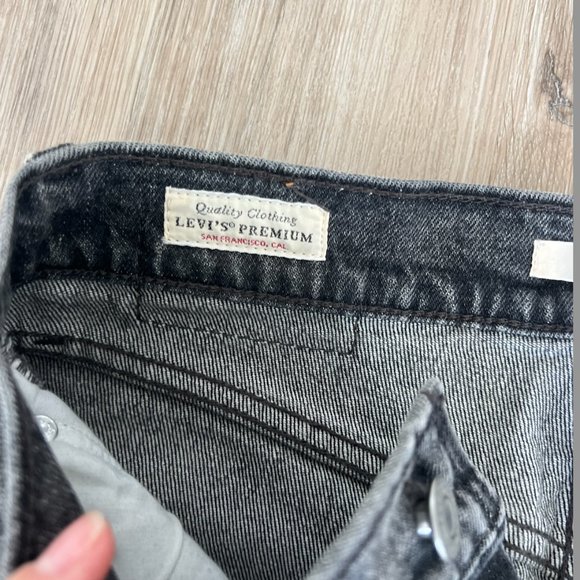 Quality Clothing
LEVI'S® PREMIUM
SAN FRANCISCO, CAL